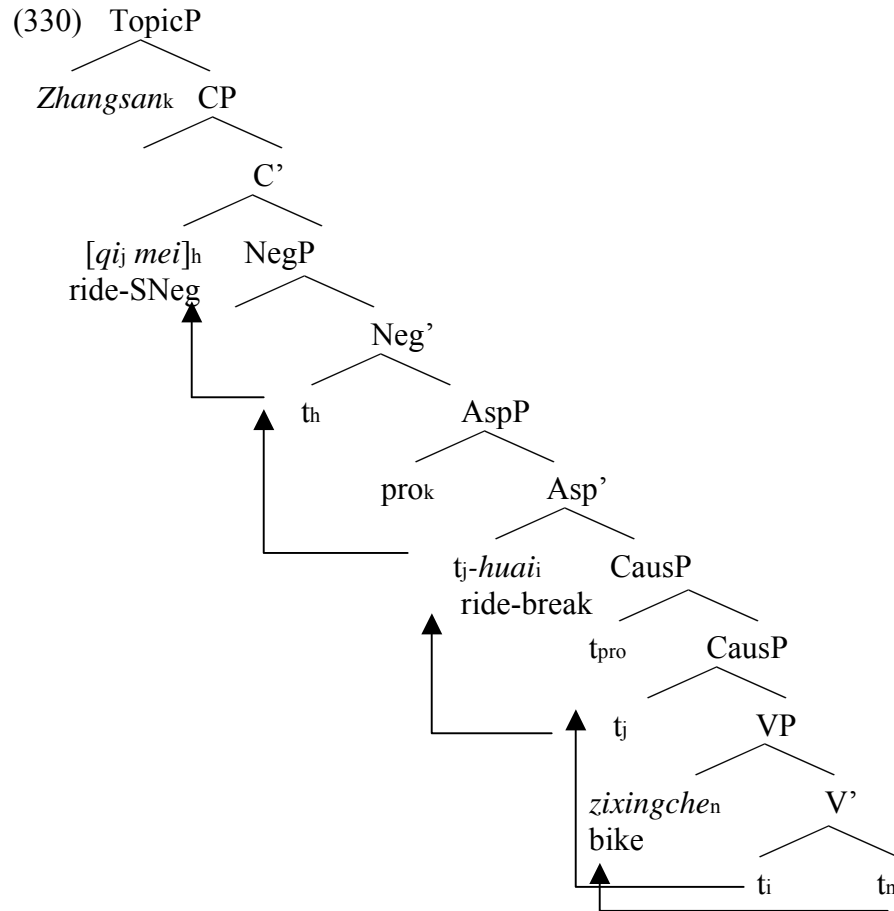 (330) TopicP
Zhangsank CP
C’
[qij mei]h NegP
ride-SNeg
Neg’
th AspP
prok Asp’
tj-huaii CausP
ride-break
tpro CausP
tj VP
zixingchen V’
bike
ti tn